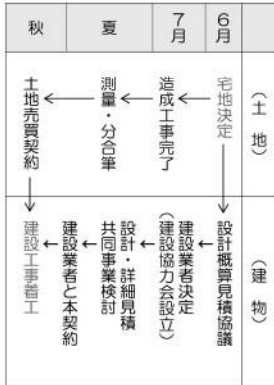 ６月
７月
夏
秋
（土 地）
宅地決定
造成工事完了
測量・分合筆
土地売買契約
（建 物）
設計概算見積協議
建設業者決定
（建設協力会設立）
設計・詳細見積
共同事業検討
建設業者と本契約
建設工事着工